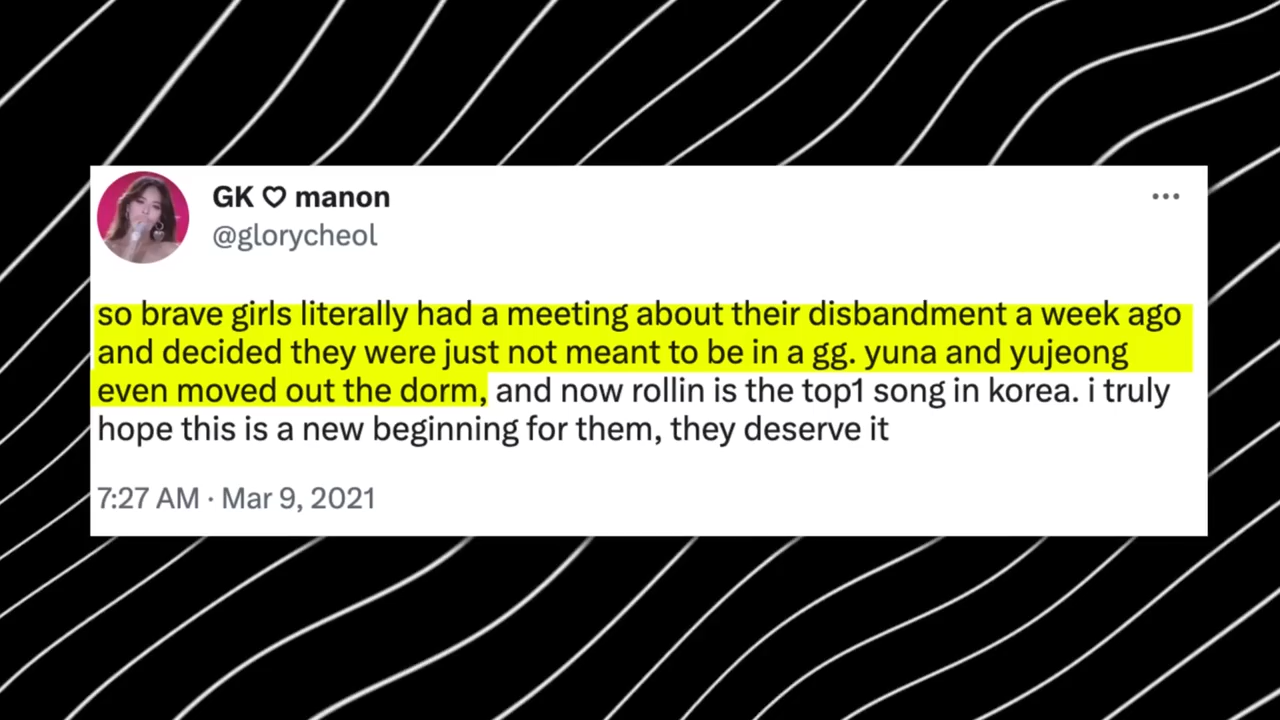 GK ♡ manon
@glorycheol
so brave girls literally had a meeting about their disbandment a week ago
and decided they were just not meant to be in a gg. yuna and yujeong
even moved out the dorm, and now rollin is the top1 song in korea. i truly
hope this is a new beginning for them, they deserve it
7:27 AM · Mar 9, 2021